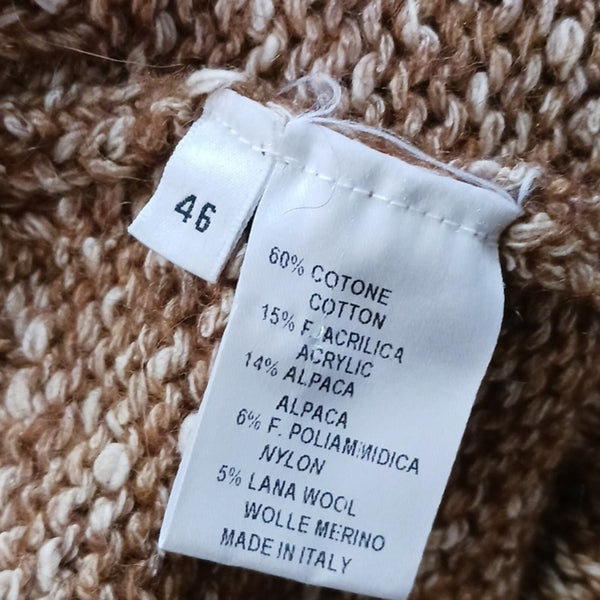 46
60% COTONE
COTTON
15% F. ACRILICA
ACRYLIC
14% ALPACA
ALPACA
6% F. POLIAMMIDICA
NYLON
5% LANA WOOL
WOLLE MERINO
MADE IN ITALY